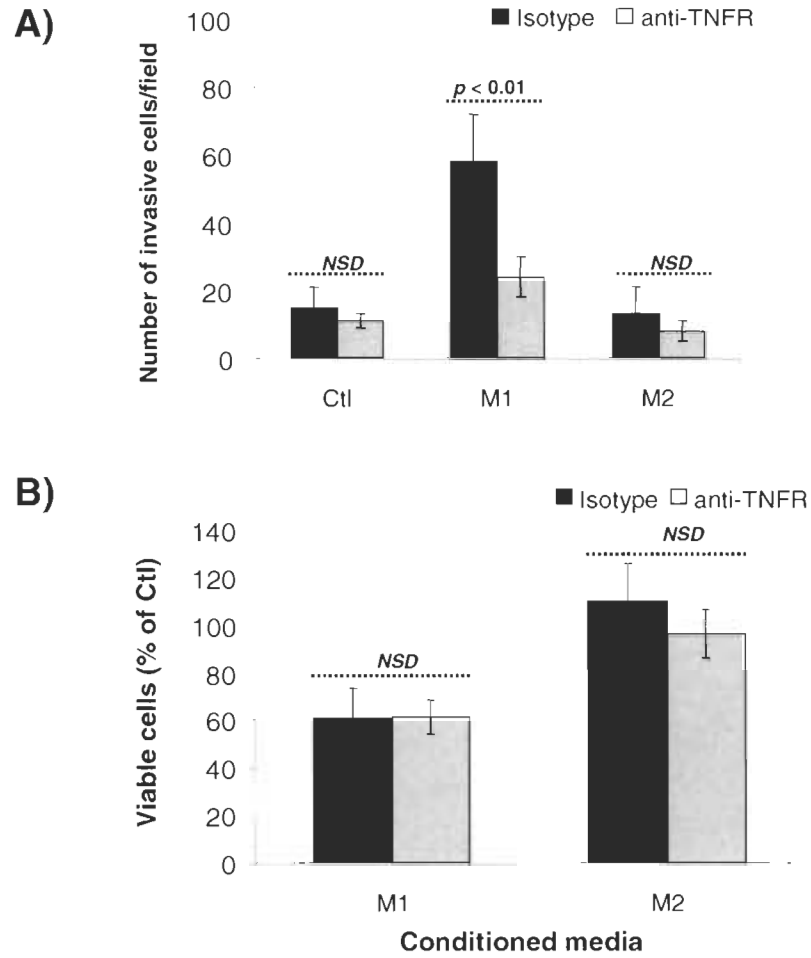 A)
■ Isotype □ anti-TNFR
Number of invasive cells/field
100
80
60
40
20
0
NSD
p < 0.01
NSD
Ctl
M1
M2
B)
■ Isotype □ anti-TNFR
Viable cells (% of Ctl)
140
120
100
80
60
40
20
0
NSD
NSD
M1
M2
Conditioned media